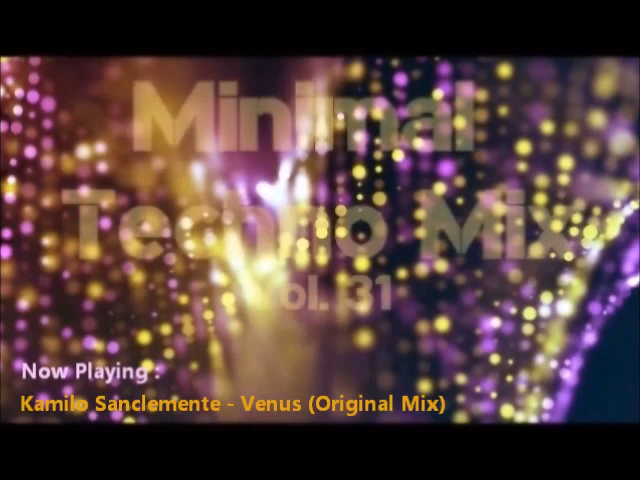 Minimal
Techno Mix
Vol. 31
Now Playing :
Kamilo Sanclemente - Venus (Original Mix)